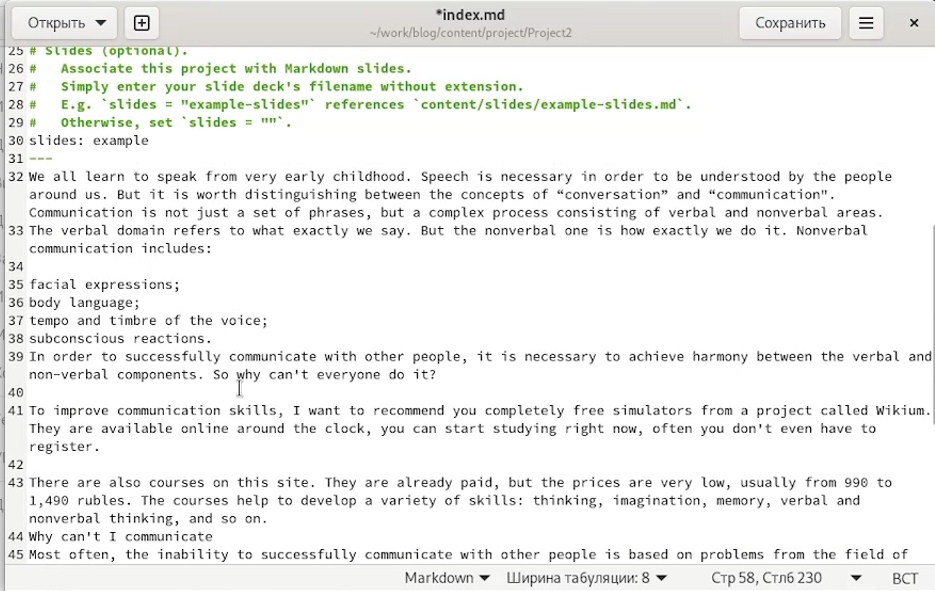 Открыть
*index.md
~/work/blog/content/project/Project2
Сохранить
25 # Slides (optional).
26 #   Associate this project with Markdown slides.
27 #   Simply enter your slide deck's filename without extension.
28 #   E.g. `slides = "example-slides"` references `content/slides/example-slides.md`.
29 #   Otherwise, set `slides = ""`.
30 slides: example
31 ---
32 We all learn to speak from very early childhood. Speech is necessary in order to be understood by the people
around us. But it is worth distinguishing between the concepts of “conversation” and “communication".
Communication is not just a set of phrases, but a complex process consisting of verbal and nonverbal areas.
33 The verbal domain refers to what exactly we say. But the nonverbal one is how exactly we do it. Nonverbal
communication includes:
34
35 facial expressions;
36 body language;
37 tempo and timbre of the voice;
38 subconscious reactions.
39 In order to successfully communicate with other people, it is necessary to achieve harmony between the verbal and
non-verbal components. So why can't everyone do it?
40
41 To improve communication skills, I want to recommend you completely free simulators from a project called Wikium.
They are available online around the clock, you can start studying right now, often you don't even have to
register.
42
43 There are also courses on this site. They are already paid, but the prices are very low, usually from 990 to
1,490 rubles. The courses help to develop a variety of skills: thinking, imagination, memory, verbal and
nonverbal thinking, and so on.
44 Why can't I communicate
45 Most often, the inability to successfully communicate with other people is based on problems from the field of
Markdown
Ширина табуляции: 8
Стр 58, Стлб 230
ВСТ